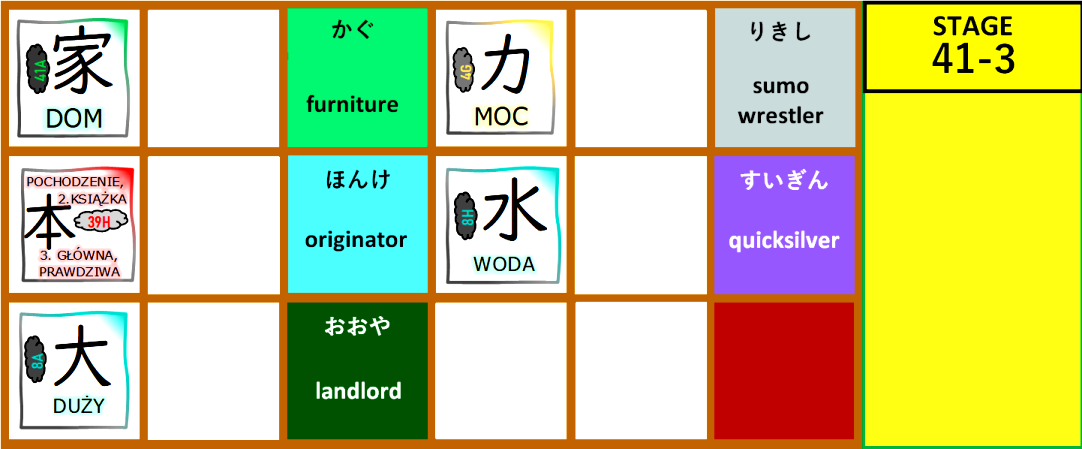 家
41A
DOM
かぐ
furniture
力
4G
MOC
りきし
sumo
wrestler
STAGE
41-3
POCHODZENIE,
2.KSIĄŻKA
本
39H
3. GŁÓWNA,
PRAWDZIWA
ほんけ
originator
水
8H
WODA
すいぎん
quicksilver
大
8A
DUŻY
おおや
landlord